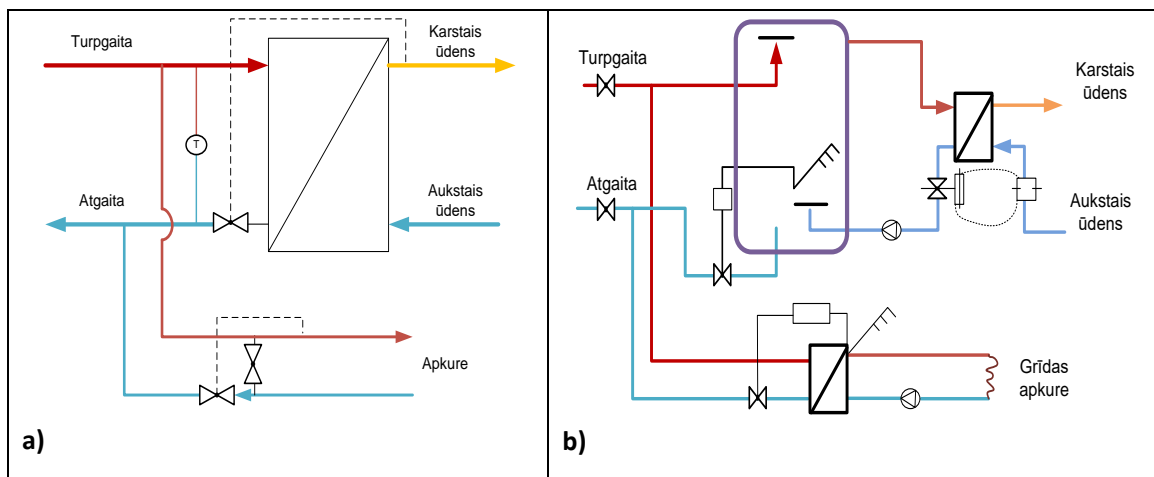 Turpgaita
Karstais
ūdens
T
Atgaita
Aukstais
ūdens
Apkure
a)
Turpgaita
Karstais
ūdens
Atgaita
Aukstais
ūdens
Grīdas
apkure
b)